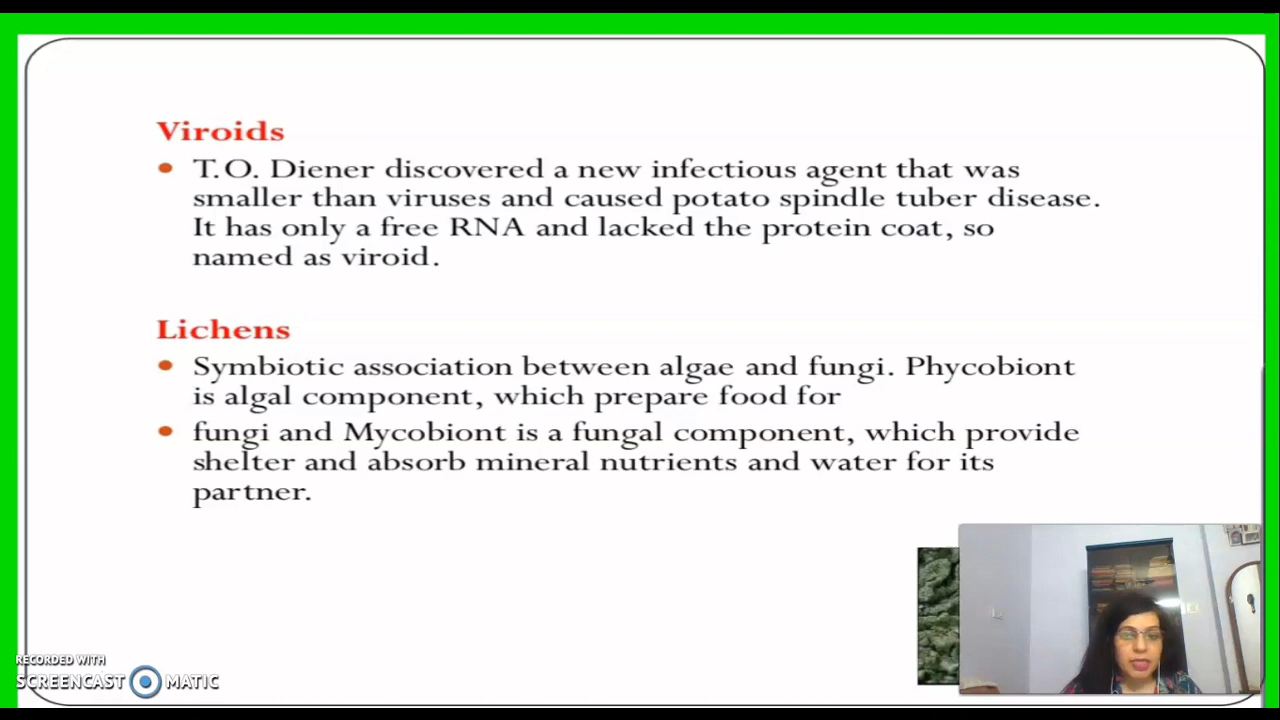 Viroids
T.O. Diener discovered a new infectious agent that was
smaller than viruses and caused potato spindle tuber disease.
It has only a free RNA and lacked the protein coat, so
named as viroid.
Lichens
Symbiotic association between algae and fungi. Phycobiont
is algal component, which prepare food for
fungi and Mycobiont is a fungal component, which provide
shelter and absorb mineral nutrients and water for its
partner.
RECORDED WITH
SCREENCAST MATIC